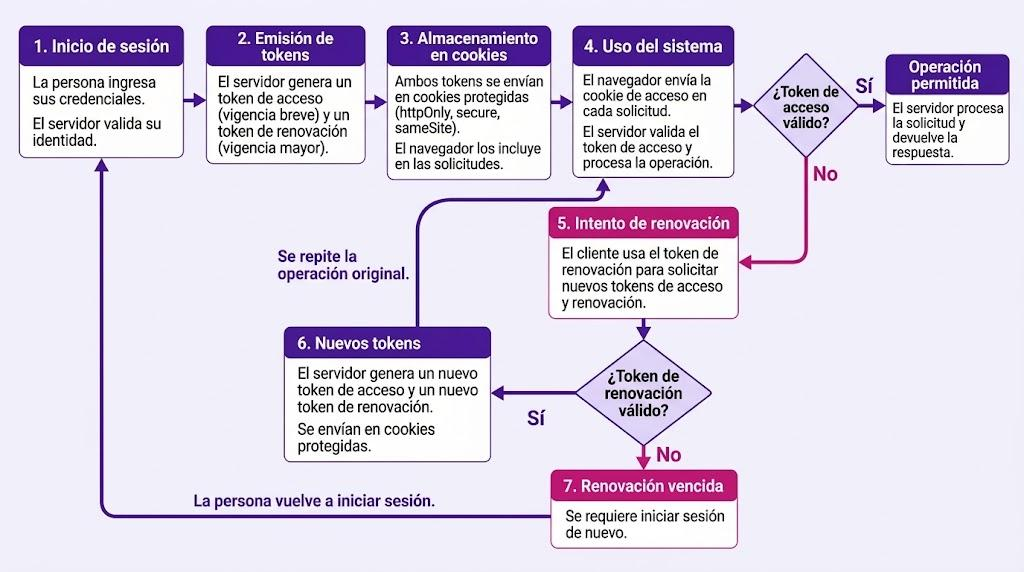 1. Inicio de sesión
La persona ingresa
sus credenciales.
El servidor valida su
identidad.
2. Emisión de
tokens
El servidor genera un
token de acceso
(vigencia breve) y un
token de renovación
(vigencia mayor).
3. Almacenamiento
en cookies
Ambos tokens se envían
en cookies protegidas
(httpOnly, secure,
sameSite).
El navegador los incluye
en las solicitudes.
4. Uso del sistema
El navegador envía la
cookie de acceso en
cada solicitud.
El servidor valida el
token de acceso y
procesa la operación.
¿Token de
acceso
válido?
Sí
Operación
permitida
El servidor procesa
la solicitud y
devuelve la
respuesta.
No
5. Intento de renovación
El cliente usa el token de
renovación para solicitar
nuevos tokens de acceso
y renovación.
¿Token de
renovación
válido?
Sí
6. Nuevos tokens
El servidor genera un nuevo
token de acceso y un nuevo
token de renovación.
Se envían en cookies
protegidas.
Se repite la
operación original.
No
7. Renovación vencida
Se requiere iniciar sesión
de nuevo.
La persona vuelve a iniciar sesión.